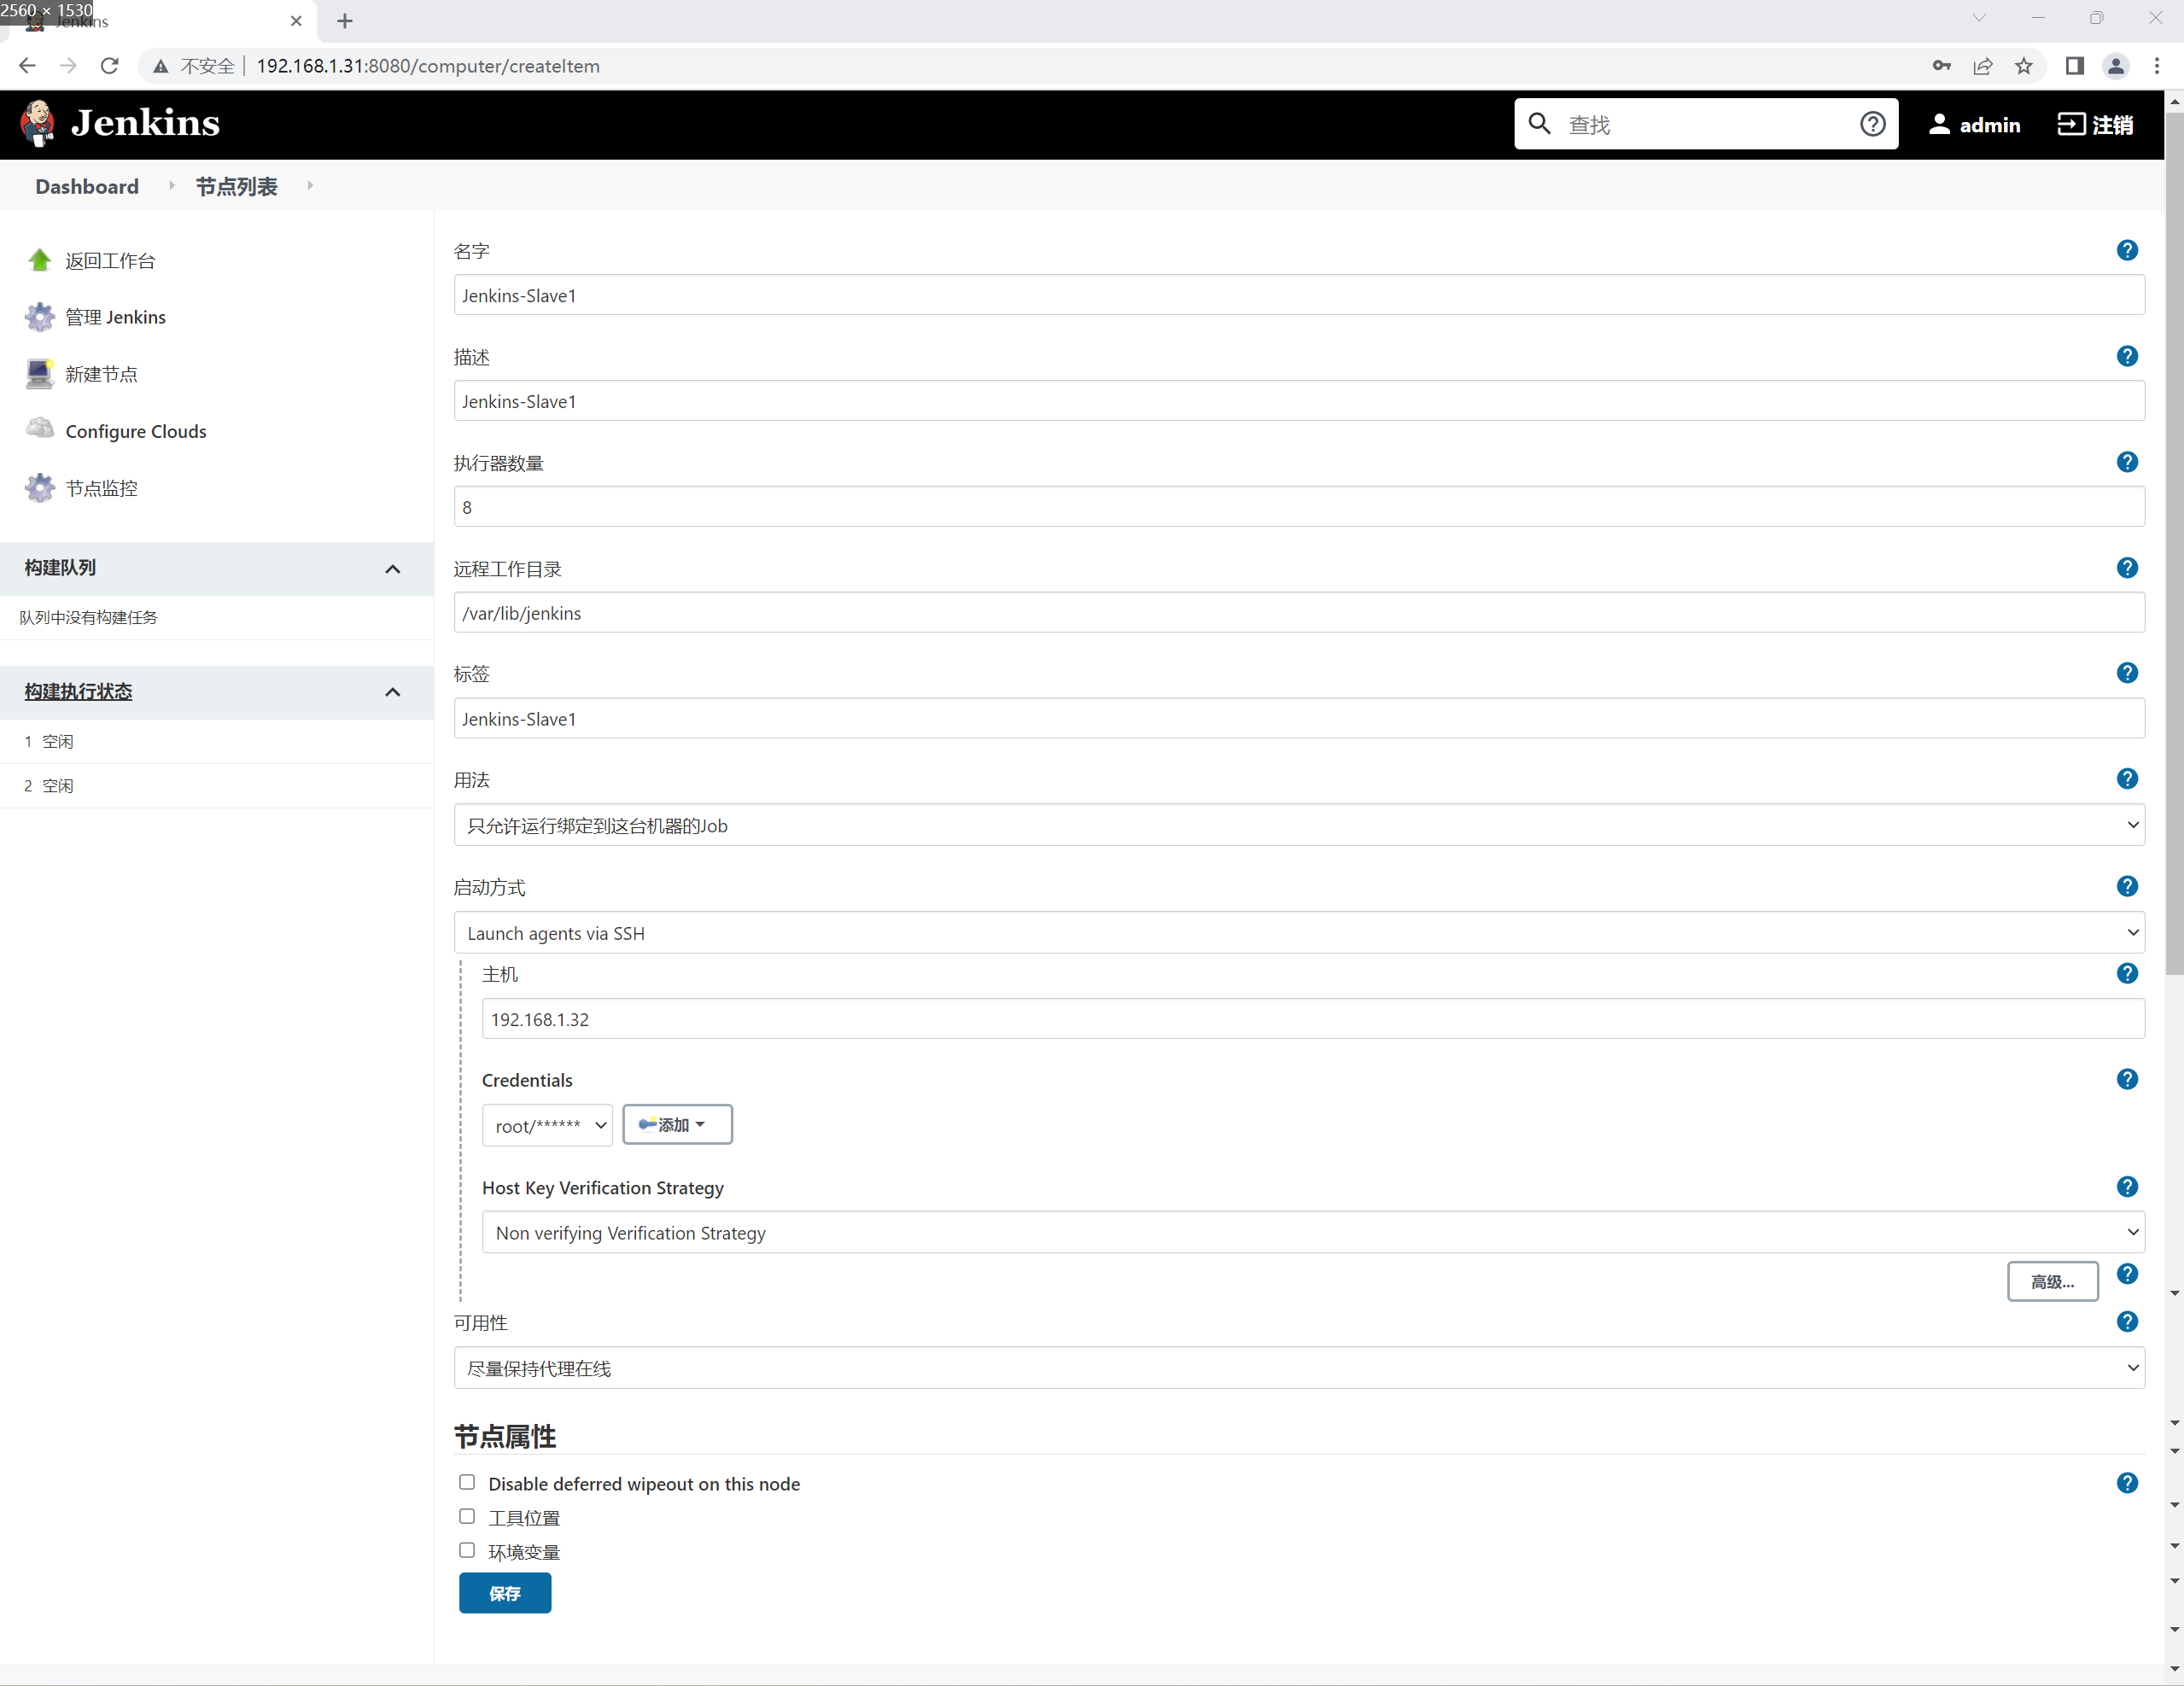 2560 × 1530
Jenkins
不安全
192.168.1.31:8080/computer/createItem
Jenkins
查找
admin
注销
Dashboard
节点列表
返回工作台
管理 Jenkins
新建节点
Configure Clouds
节点监控
构建队列
队列中没有构建任务
构建执行状态
1 空闲
2 空闲
名字
Jenkins-Slave1
描述
Jenkins-Slave1
执行器数量
8
远程工作目录
/var/lib/jenkins
标签
Jenkins-Slave1
用法
只允许运行绑定到这台机器的Job
启动方式
Launch agents via SSH
主机
192.168.1.32
Credentials
root/******
添加
Host Key Verification Strategy
Non verifying Verification Strategy
高级...
可用性
尽量保持代理在线
节点属性
Disable deferred wipeout on this node
工具位置
环境变量
保存